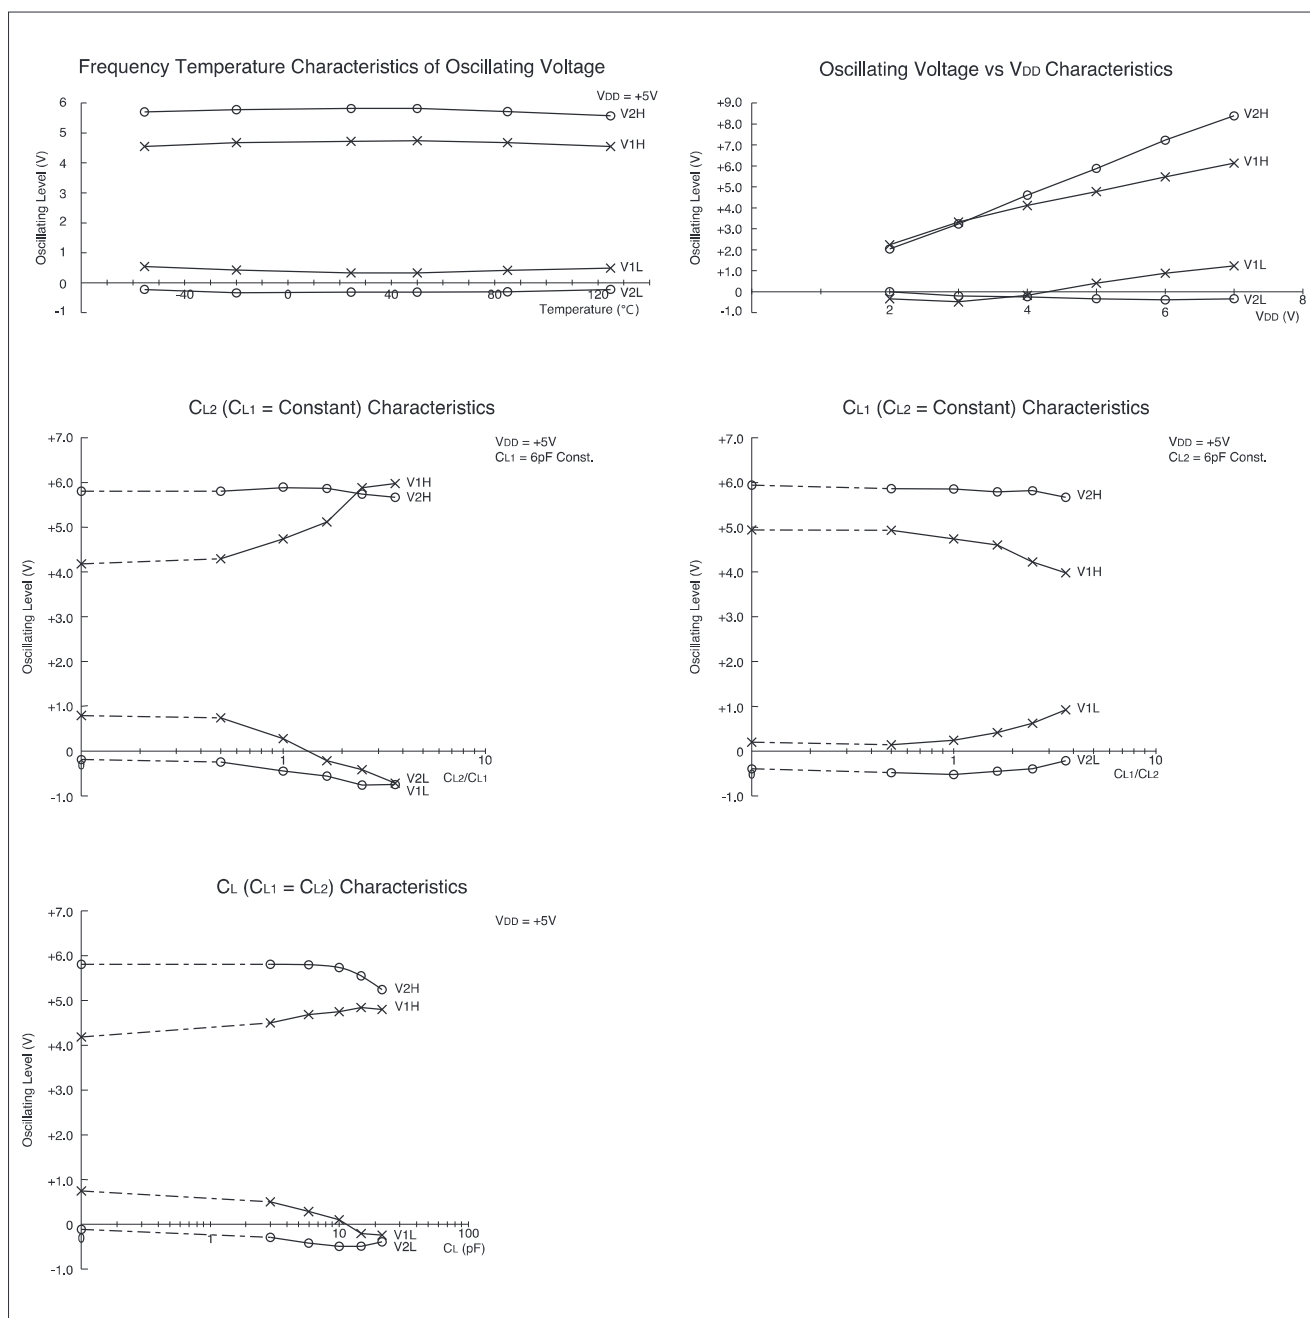 Frequency Temperature Characteristics of Oscillating Voltage
VDD = +5V
Oscillating Level (V)
6
5
4
3
2
1
0
-1
V2H
V1H
V1L
V2L
-40
0
40
80
120
Temperature (°C)
Oscillating Voltage vs VDD Characteristics
Oscillating Level (V)
+9.0
+8.0
+7.0
+6.0
+5.0
+4.0
+3.0
+2.0
+1.0
0
-1.0
V2H
V1H
V1L
V2L
2
4
6
8
VDD (V)
CL2 (CL1 = Constant) Characteristics
VDD = +5V
CL1 = 6pF Const.
Oscillating Level (V)
+7.0
+6.0
+5.0
+4.0
+3.0
+2.0
+1.0
0
-1.0
V1H
V2H
V2L
V1L
0
1
10
CL2/CL1
CL1 (CL2 = Constant) Characteristics
VDD = +5V
CL2 = 6pF Const.
Oscillating Level (V)
+7.0
+6.0
+5.0
+4.0
+3.0
+2.0
+1.0
0
-1.0
V2H
V1H
V1L
V2L
0
1
10
CL1/CL2
CL (CL1 = CL2) Characteristics
VDD = +5V
Oscillating Level (V)
+7.0
+6.0
+5.0
+4.0
+3.0
+2.0
+1.0
0
-1.0
V2H
V1H
V1L
V2L
0
1
10
100
CL (pF)